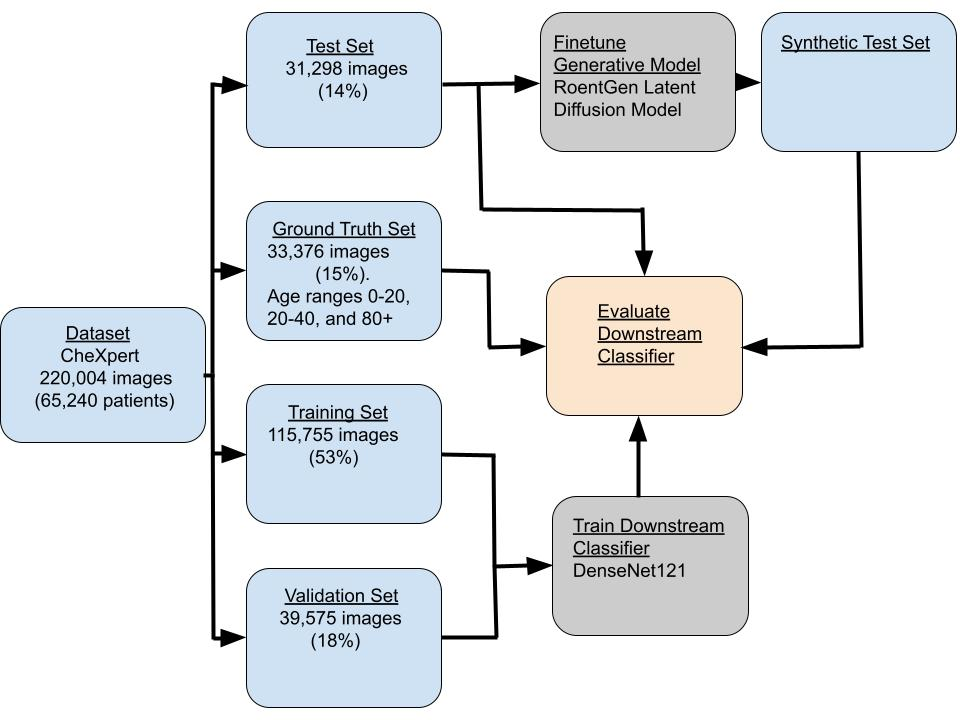 Test Set
31,298 images
(14%)
Finetune
Generative Model
RoentGen Latent
Diffusion Model
Synthetic Test Set
Ground Truth Set
33,376 images
(15%).
Age ranges 0-20,
20-40, and 80+
Dataset
CheXpert
220,004 images
(65,240 patients)
Evaluate
Downstream
Classifier
Training Set
115,755 images
(53%)
Train Downstream
Classifier
DenseNet121
Validation Set
39,575 images
(18%)